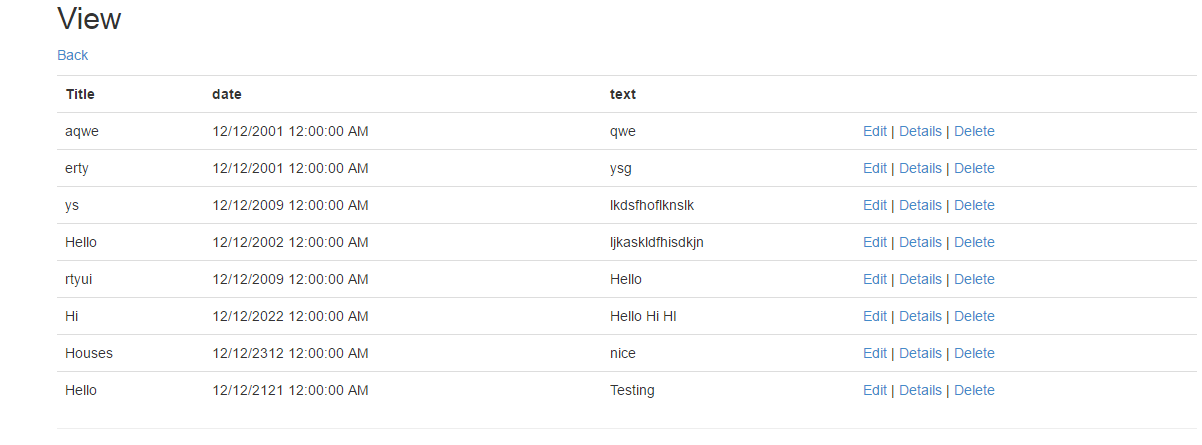 View
Back
Title date text
aqwe 12/12/2001 12:00:00 AM qwe Edit | Details | Delete
erty 12/12/2001 12:00:00 AM ysg Edit | Details | Delete
ys 12/12/2009 12:00:00 AM lkdsfhoflknslk Edit | Details | Delete
Hello 12/12/2002 12:00:00 AM ljkaskldfhisdkjn Edit | Details | Delete
rtyui 12/12/2009 12:00:00 AM Hello Edit | Details | Delete
Hi 12/12/2022 12:00:00 AM Hello Hi HI Edit | Details | Delete
Houses 12/12/2312 12:00:00 AM nice Edit | Details | Delete
Hello 12/12/2121 12:00:00 AM Testing Edit | Details | Delete